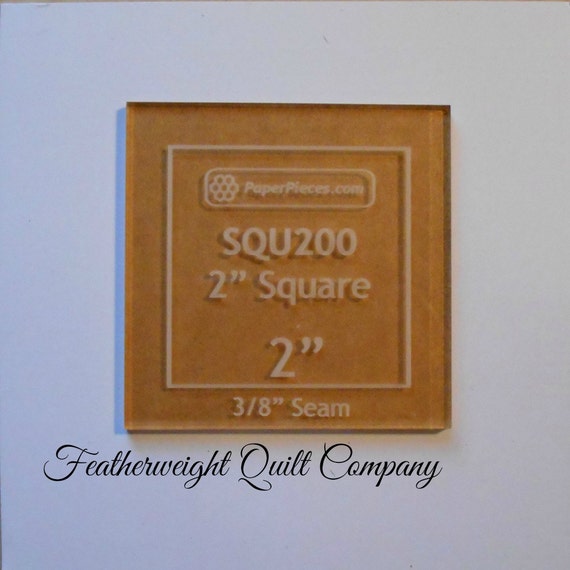 PaperPieces.com
SQU200
2” Square
2”
3/8” Seam
Featherweight Quilt Company